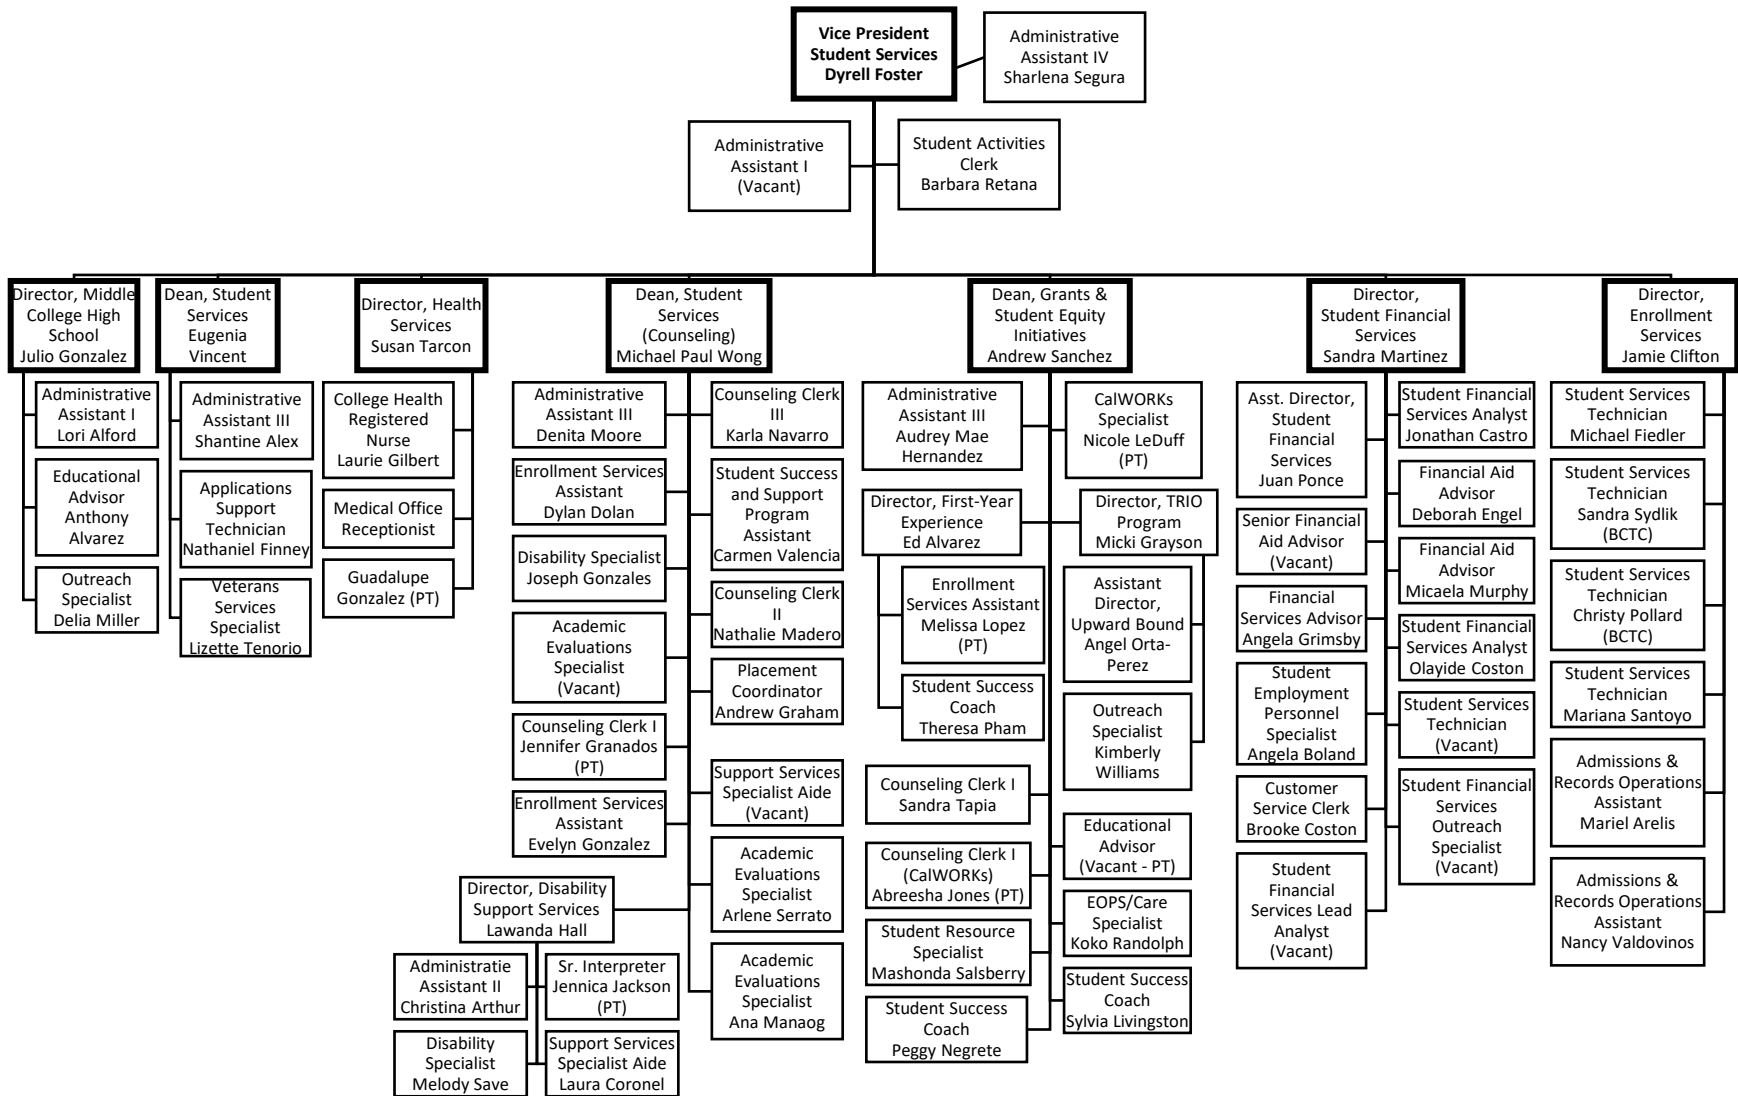 Vice President
Student Services
Dyrell Foster
Administrative
Assistant IV
Sharlena Segura
Administrative
Assistant I
(Vacant)
Student Activities
Clerk
Barbara Retana
Director, Middle
College High
School
Julio Gonzalez
Administrative
Assistant I
Lori Alford
Educational
Advisor
Anthony
Alvarez
Outreach
Specialist
Delia Miller
Dean, Student
Services
Eugenia
Vincent
Administrative
Assistant III
Shantine Alex
Applications
Support
Technician
Nathaniel Finney
Veterans
Services
Specialist
Lizette Tenorio
Director, Health
Services
Susan Tarcon
College Health
Registered
Nurse
Laurie Gilbert
Medical Office
Receptionist
Guadalupe
Gonzalez (PT)
Dean, Student
Services
(Counseling)
Michael Paul Wong
Administrative
Assistant III
Denita Moore
Enrollment Services
Assistant
Dylan Dolan
Disability Specialist
Joseph Gonzales
Academic
Evaluations
Specialist
(Vacant)
Counseling Clerk I
Jennifer Granados
(PT)
Enrollment Services
Assistant
Evelyn Gonzalez
Director, Disability
Support Services
Lawanda Hall
Administratie
Assistant II
Christina Arthur
Sr. Interpreter
Jennica Jackson
(PT)
Disability
Specialist
Melody Save
Support Services
Specialist Aide
Laura Coronel
Counseling Clerk
III
Karla Navarro
Student Success
and Support
Program
Assistant
Carmen Valencia
Counseling Clerk
II
Nathalie Madero
Placement
Coordinator
Andrew Graham
Support Services
Specialist Aide
(Vacant)
Academic
Evaluations
Specialist
Arlene Serrato
Academic
Evaluations
Specialist
Ana Manaog
Dean, Grants &
Student Equity
Initiatives
Andrew Sanchez
Administrative
Assistant III
Audrey Mae
Hernandez
CalWORKs
Specialist
Nicole LeDuff
(PT)
Director, First-Year
Experience
Ed Alvarez
Director, TRIO
Program
Micki Grayson
Enrollment
Services Assistant
Melissa Lopez
(PT)
Student Success
Coach
Theresa Pham
Assistant
Director,
Upward Bound
Angel Orta-
Perez
Outreach
Specialist
Kimberly
Williams
Counseling Clerk I
Sandra Tapia
Counseling Clerk I
(CalWORKs)
Abreesha Jones (PT)
Student Resource
Specialist
Mashonda Salsberry
Student Success
Coach
Peggy Negrete
Educational
Advisor
(Vacant - PT)
EOPS/Care
Specialist
Koko Randolph
Student Success
Coach
Sylvia Livingston
Director,
Student Financial
Services
Sandra Martinez
Asst. Director,
Student
Financial
Services
Juan Ponce
Senior Financial
Aid Advisor
(Vacant)
Financial
Services Advisor
Angela Grimsby
Student
Employment
Personnel
Specialist
Angela Boland
Customer
Service Clerk
Brooke Coston
Student
Financial
Services Lead
Analyst
(Vacant)
Student Financial
Services Analyst
Jonathan Castro
Financial Aid
Advisor
Deborah Engel
Financial Aid
Advisor
Micaela Murphy
Student Financial
Services Analyst
Olayide Coston
Student Services
Technician
(Vacant)
Student Financial
Services
Outreach
Specialist
(Vacant)
Director,
Enrollment
Services
Jamie Clifton
Student Services
Technician
Michael Fiedler
Student Services
Technician
Sandra Sydlik
(BCTC)
Student Services
Technician
Christy Pollard
(BCTC)
Student Services
Technician
Mariana Santoyo
Admissions &
Records Operations
Assistant
Mariel Arelis
Admissions &
Records Operations
Assistant
Nancy Valdovinos